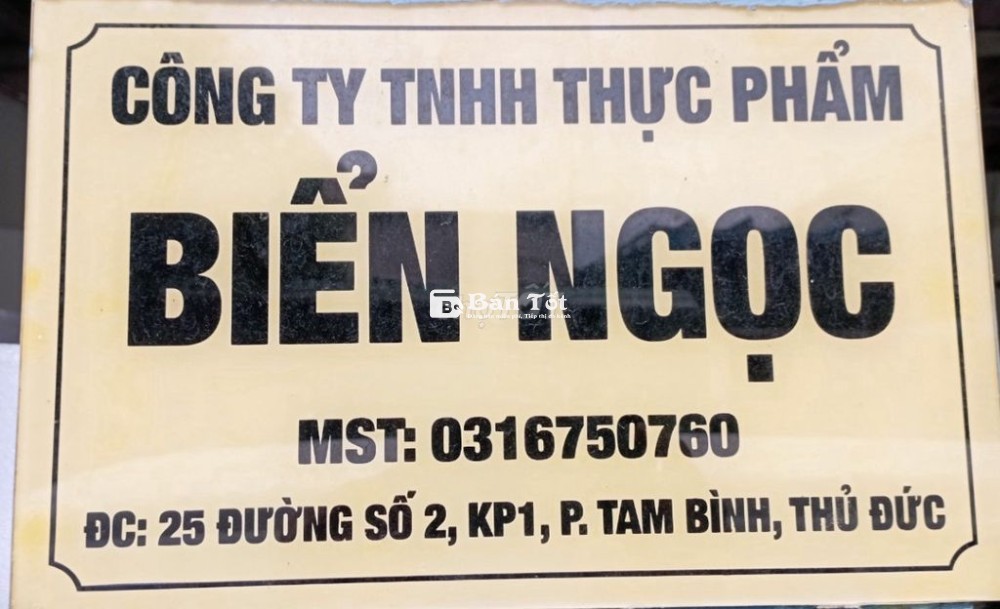 CÔNG TY TNHH THỰC PHẨM
BIỂN NGỌC
Bán Tốt
MST: 0316750760
ĐC: 25 ĐƯỜNG SỐ 2, KP1, P. TAM BÌNH, THỦ ĐỨC